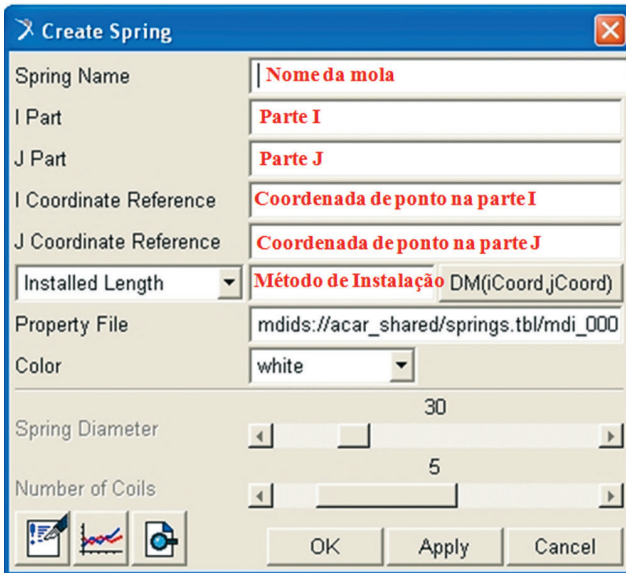 Create Spring
Spring Name Nome da mola
I Part Parte I
J Part Parte J
I Coordinate Reference Coordenada de ponto na parte I
J Coordinate Reference Coordenada de ponto na parte J
Installed Length Método de Instalação DM(iCoord,jCoord)
Property File mdids://acar_shared/springs.tbl/mdi_000
Color white
30
Spring Diameter
5
Number of Coils
OK Apply Cancel